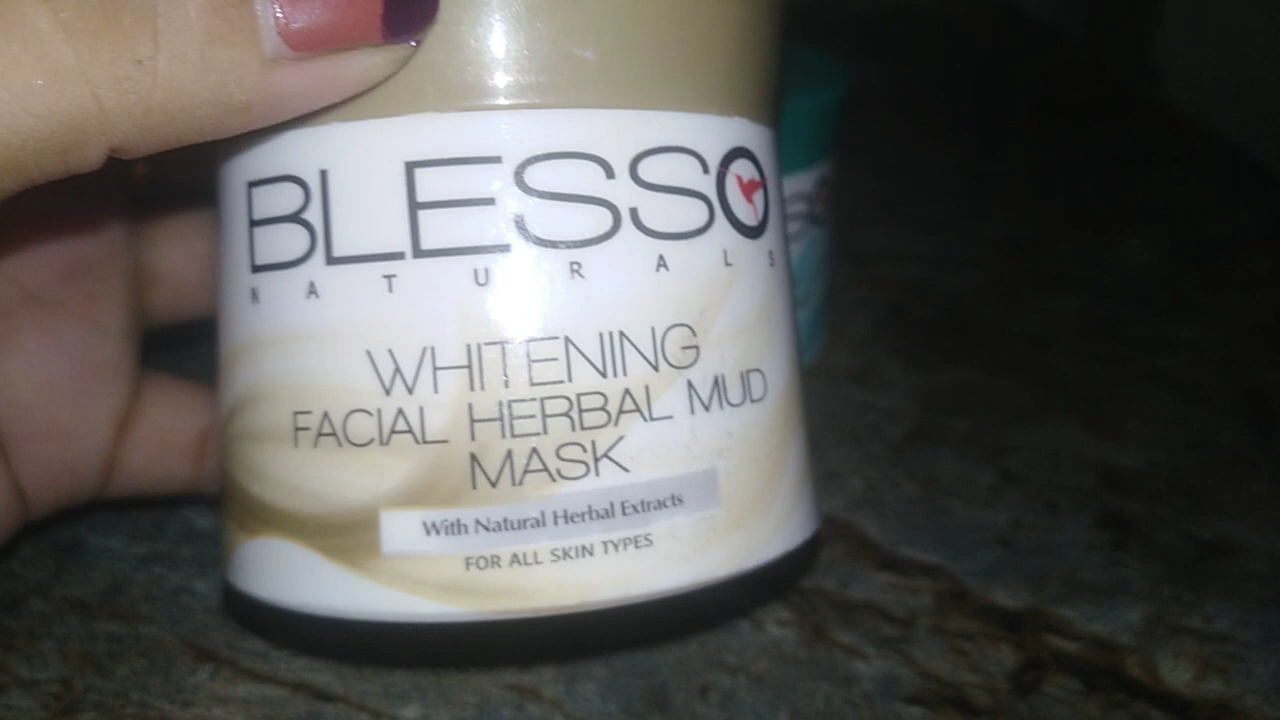 BLESSO
NATURALS
WHITENING
FACIAL HERBAL MUD
MASK
With Natural Herbal Extracts
FOR ALL SKIN TYPES